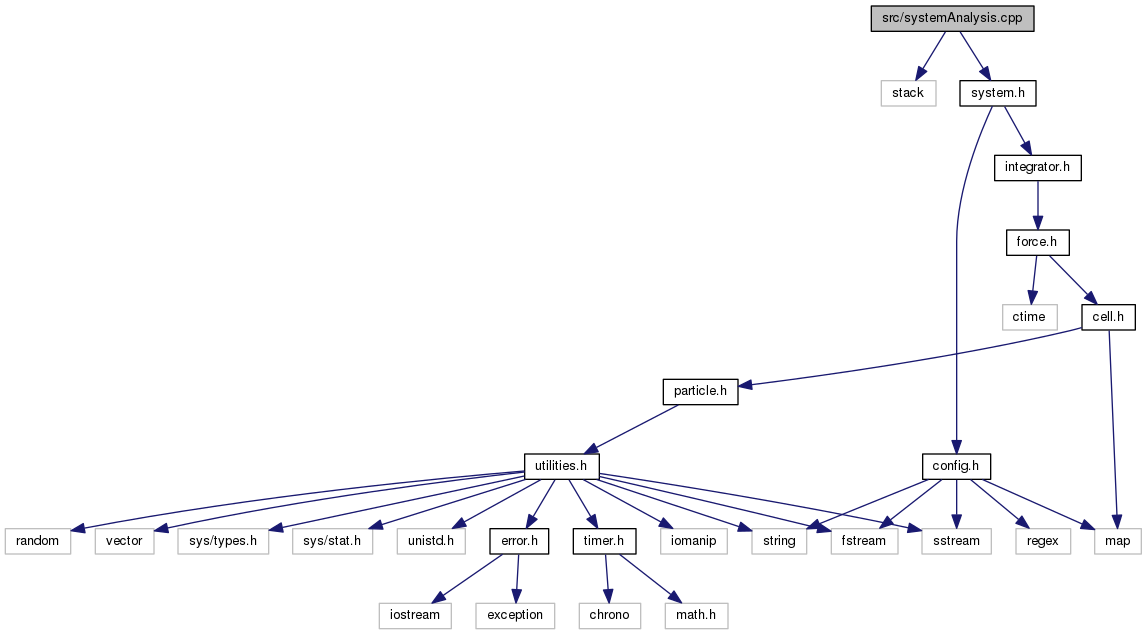 src/systemAnalysis.cpp
stack
system.h
integrator.h
force.h
ctime
cell.h
particle.h
utilities.h
config.h
random
vector
sys/types.h
sys/stat.h
unistd.h
error.h
timer.h
iomanip
string
fstream
sstream
regex
map
iostream
exception
chrono
math.h